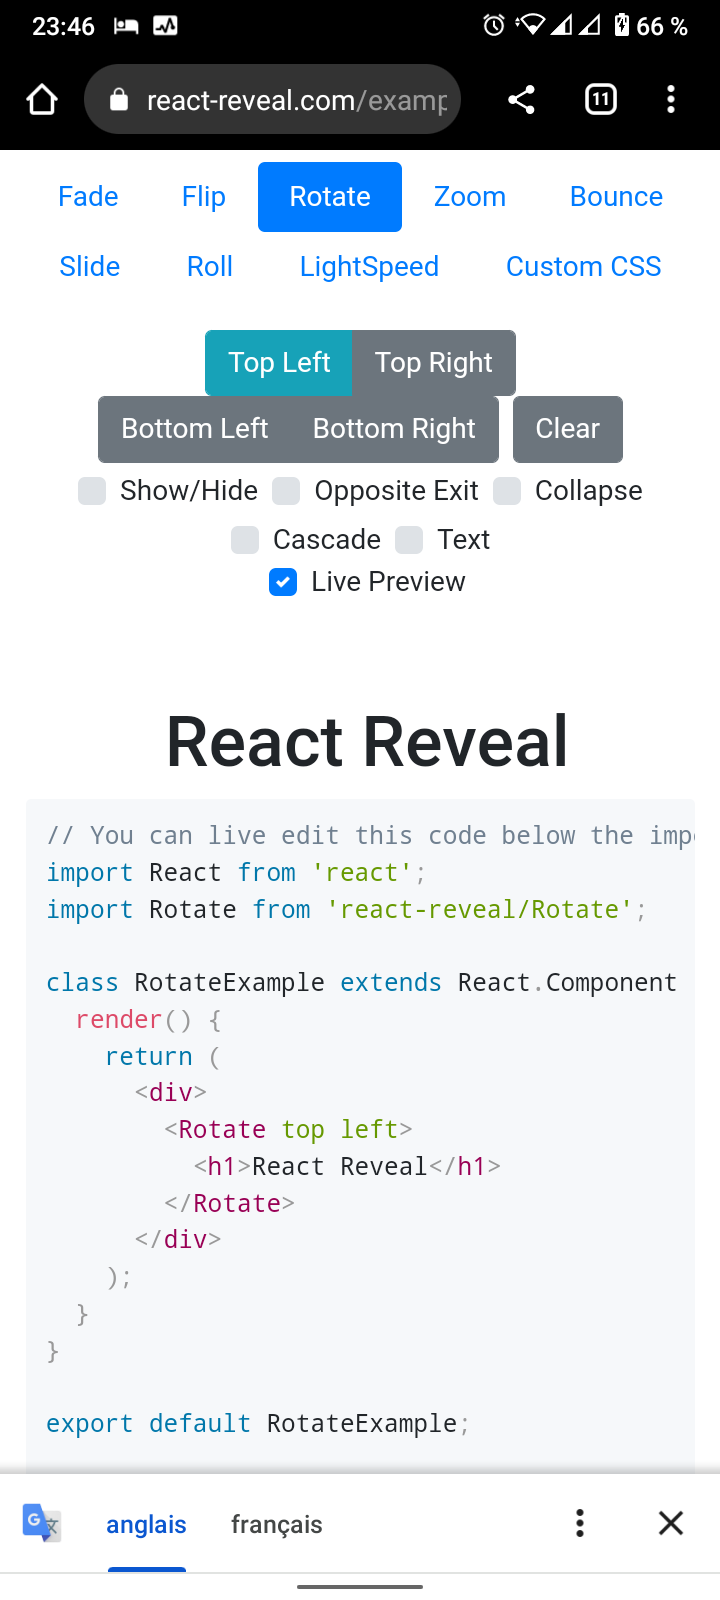 23:46 66 %
react-reveal.com/examp 11
Fade Flip Rotate Zoom Bounce
Slide Roll LightSpeed Custom CSS
Top Left Top Right
Bottom Left Bottom Right Clear
Show/Hide Opposite Exit Collapse
Cascade Text
Live Preview
React Reveal
// You can live edit this code below the imp
import React from 'react';
import Rotate from 'react-reveal/Rotate';
class RotateExample extends React.Component
render() {
return (
<div>
<Rotate top left>
<h1>React Reveal</h1>
</Rotate>
</div>
);
}
}
export default RotateExample;
anglais français